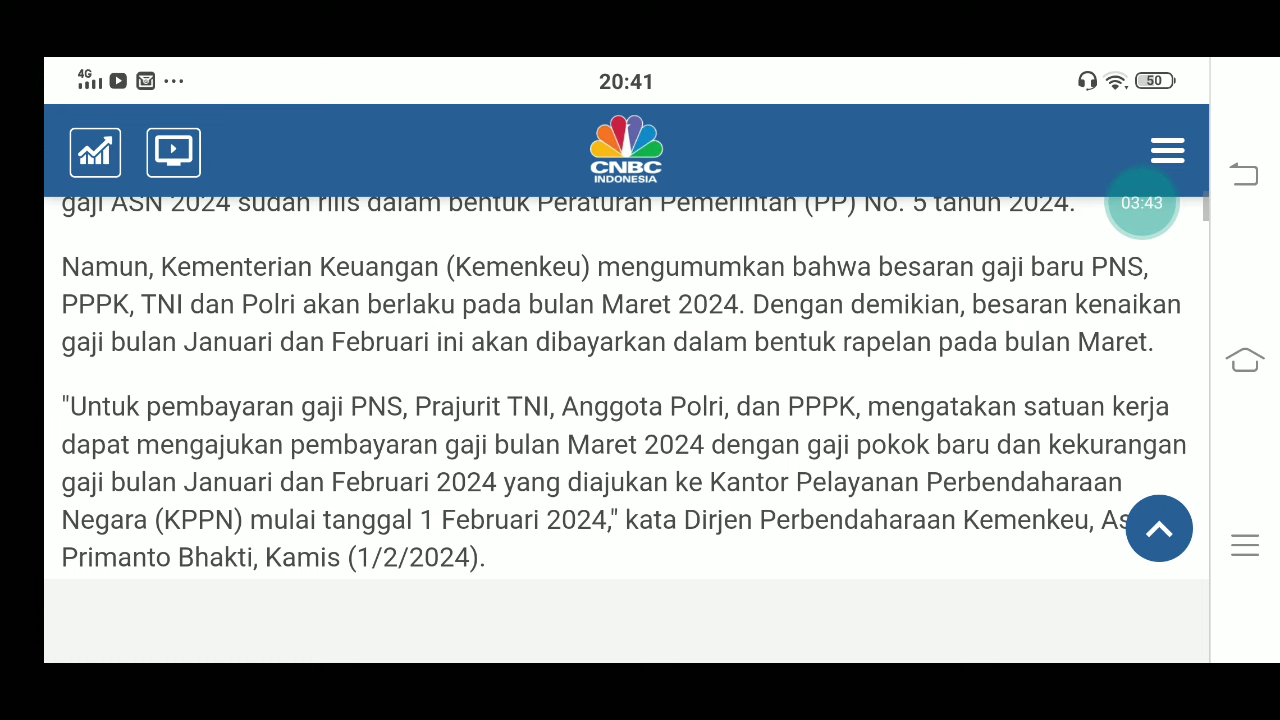 4G
20:41
50
CNBC
INDONESIA
gaji ASN 2024 sudah rilis dalam bentuk Peraturan Pemerintah (PP) No. 5 tahun 2024.
03:43
Namun, Kementerian Keuangan (Kemenkeu) mengumumkan bahwa besaran gaji baru PNS,
PPPK, TNI dan Polri akan berlaku pada bulan Maret 2024. Dengan demikian, besaran kenaikan
gaji bulan Januari dan Februari ini akan dibayarkan dalam bentuk rapelan pada bulan Maret.
"Untuk pembayaran gaji PNS, Prajurit TNI, Anggota Polri, dan PPPK, mengatakan satuan kerja
dapat mengajukan pembayaran gaji bulan Maret 2024 dengan gaji pokok baru dan kekurangan
gaji bulan Januari dan Februari 2024 yang diajukan ke Kantor Pelayanan Perbendaharaan
Negara (KPPN) mulai tanggal 1 Februari 2024," kata Dirjen Perbendaharaan Kemenkeu,
Primanto Bhakti, Kamis (1/2/2024).